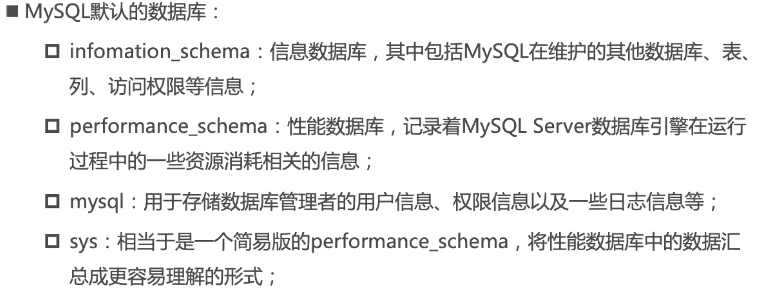 MySQL默认的数据库：
infomation_schema：信息数据库，其中包括MySQL在维护的其他数据库、表、
列、访问权限等信息；
performance_schema：性能数据库，记录着MySQL Server数据库引擎在运行
过程中的一些资源消耗相关的信息；
mysql：用于存储数据库管理者的用户信息、权限信息以及一些日志信息等；
sys：相当于是一个简易版的performance_schema，将性能数据库中的数据汇
总成更容易理解的形式；